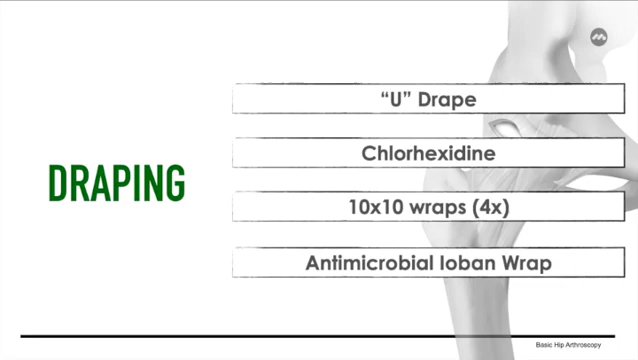 DRAPING
"U" Drape
Chlorhexidine
10x10 wraps (4x)
Antimicrobial Ioban Wrap
Basic Hip Arthroscopy